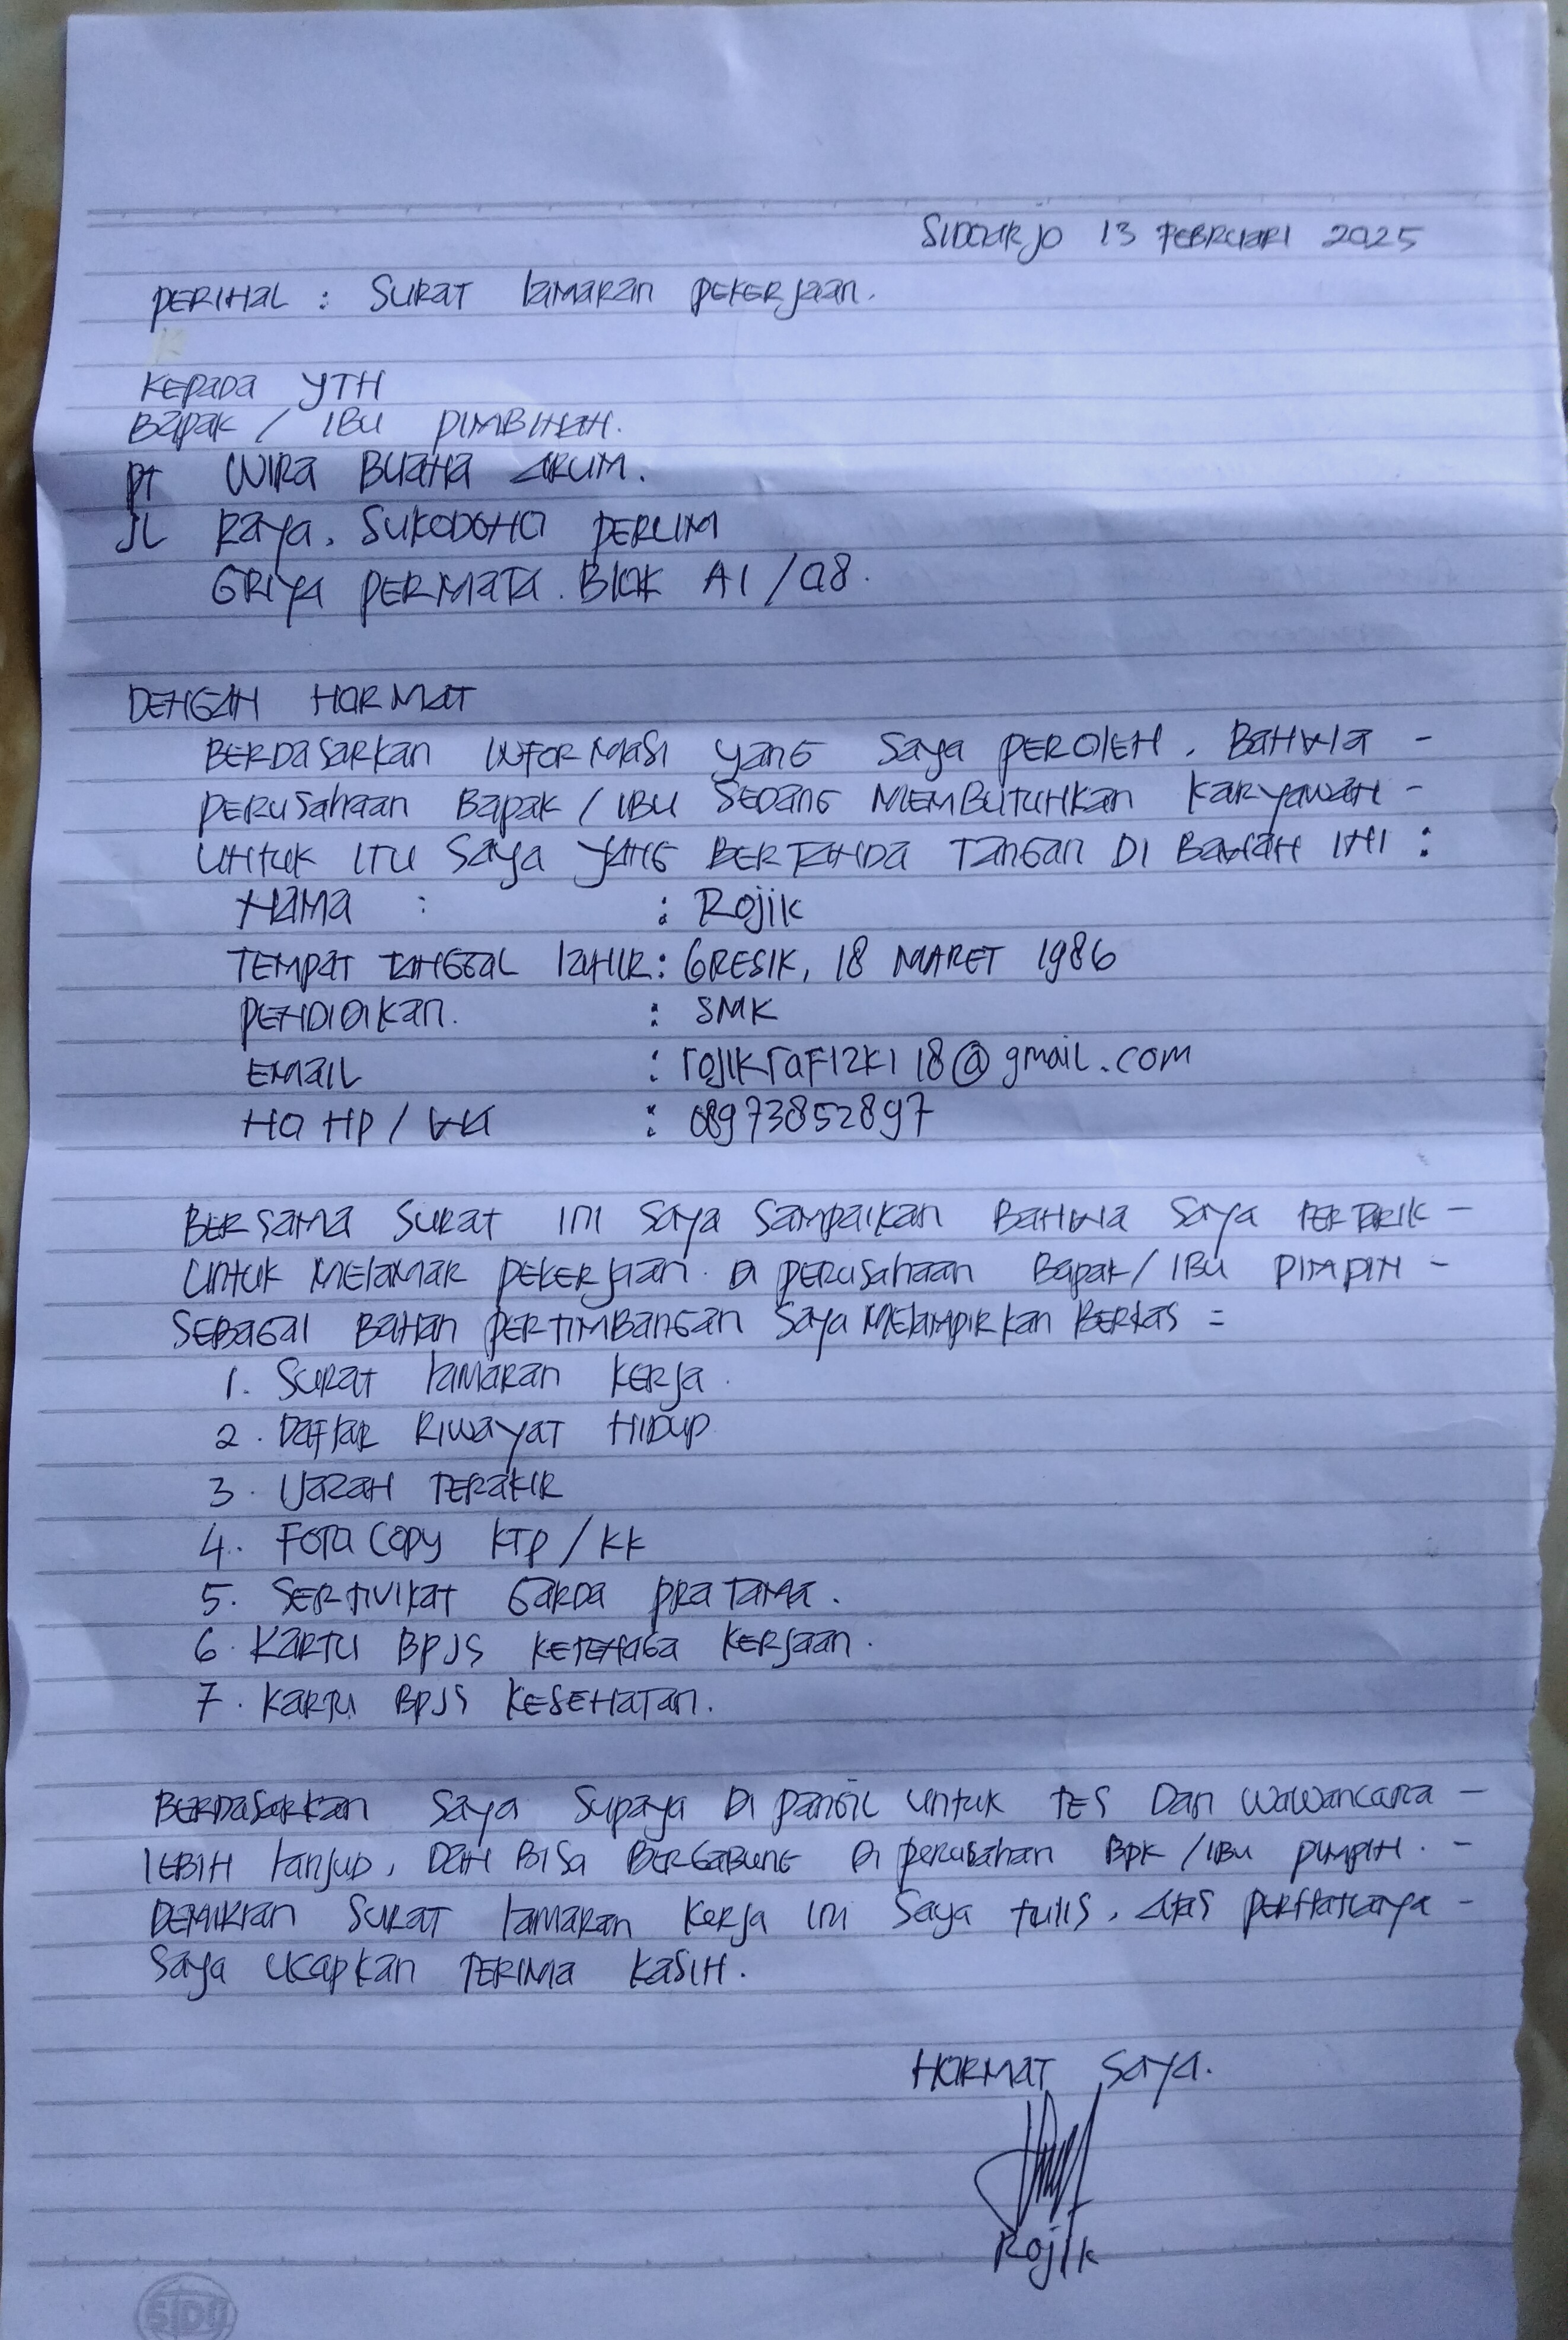 Sidoarjo 13 Februari 2025
Perihal : Surat lamaran pekerjaan.
Kepada YTH
Bapak / Ibu
PT Wira Buana Arum.
JL Raya. Sukodono Perum
Griya Permata. Blok A1/08.
Dengan Hormat
Berdasarkan informasi yang saya peroleh. Bahwa -
perusahaan Bapak / Ibu sedang membutuhkan karyawan -
untuk itu saya yang bertanda tangan di bawah ini :
Nama : : Rojik
Tempat tanggal lahir : Gresik, 18 Maret 1986
Pendidikan. : SMK
Email : rojikrafizki18@gmail.com
No HP / WA : 08973852897
Bersama surat ini saya sampaikan bahwa saya tertarik -
untuk melamar pekerjaan. di perusahaan Bapak / Ibu pimpin -
sebagai bahan pertimbangan saya melampirkan berkas =
1. Surat lamaran kerja.
2. Daftar Riwayat Hidup
3. Ijazah terakir
4. Foto Copy KTP / KK
5. Sertivikat Garda Pratama.
6. Kartu BPJS Ketenaga kerjaan.
7. Kartu BPJS Kesehatan.
Berdasarkan saya supaya di pangil untuk tes dan wawancara -
lebih lanjud, dan bisa bergabung di perusahan Bpk / Ibu pimpin. -
Demikian surat lamaran kerja ini saya tulis, atas perhatianya -
saya ucapkan terima kasih.
Hormat saya.
Rojik
SIDU